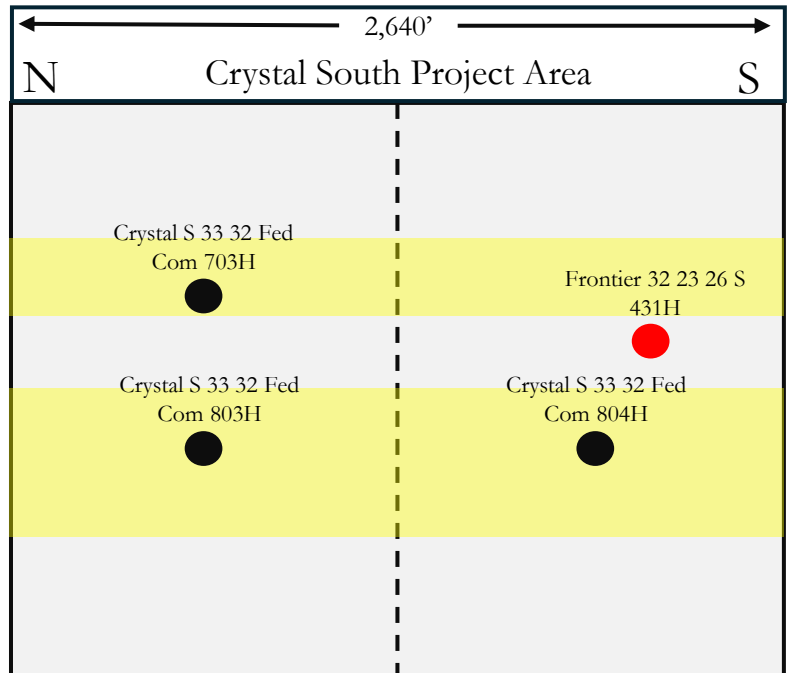 2,640’
N Crystal South Project Area S
Crystal S 33 32 Fed
Com 703H
Frontier 32 23 26 S
431H
Crystal S 33 32 Fed
Com 803H
Crystal S 33 32 Fed
Com 804H